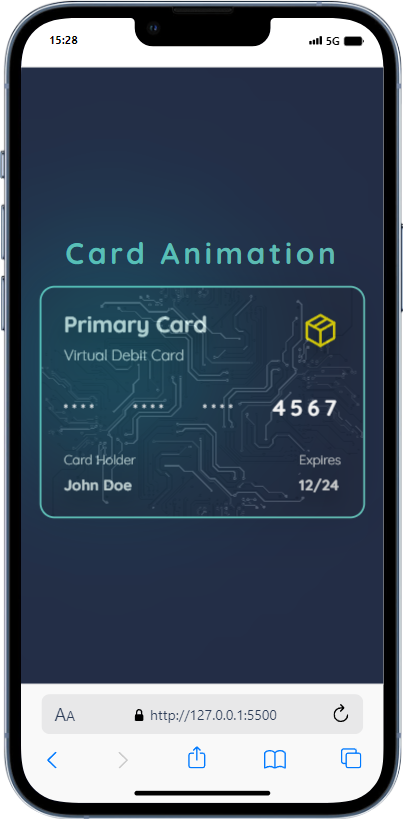 15:28 5G
Card Animation
Primary Card
Virtual Debit Card
•••• •••• •••• 4567
Card Holder Expires
John Doe 12/24
AA http://127.0.0.1:5500